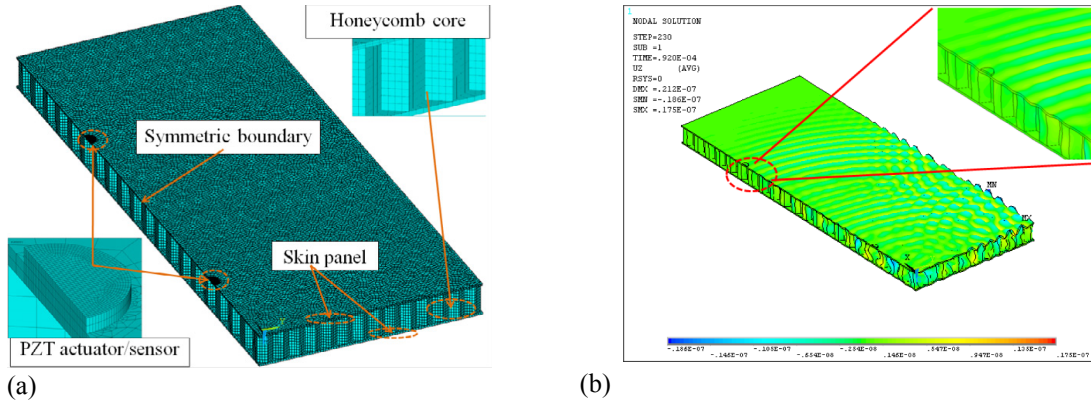 Honeycomb core
Symmetric boundary
Skin panel
PZT actuator/sensor
(a)
1
NODAL SOLUTION
STEP=230
SUB =1
TIME=.920E-04
UZ (AVG)
RSYS=0
DMX =.212E-07
SMN =-.186E-07
SMX =.175E-07
MN
MX
X
-.186E-07
-.146E-07
-.105E-07
-.654E-08
-.254E-08
.146E-08
.547E-08
.947E-08
.135E-07
.175E-07
(b)